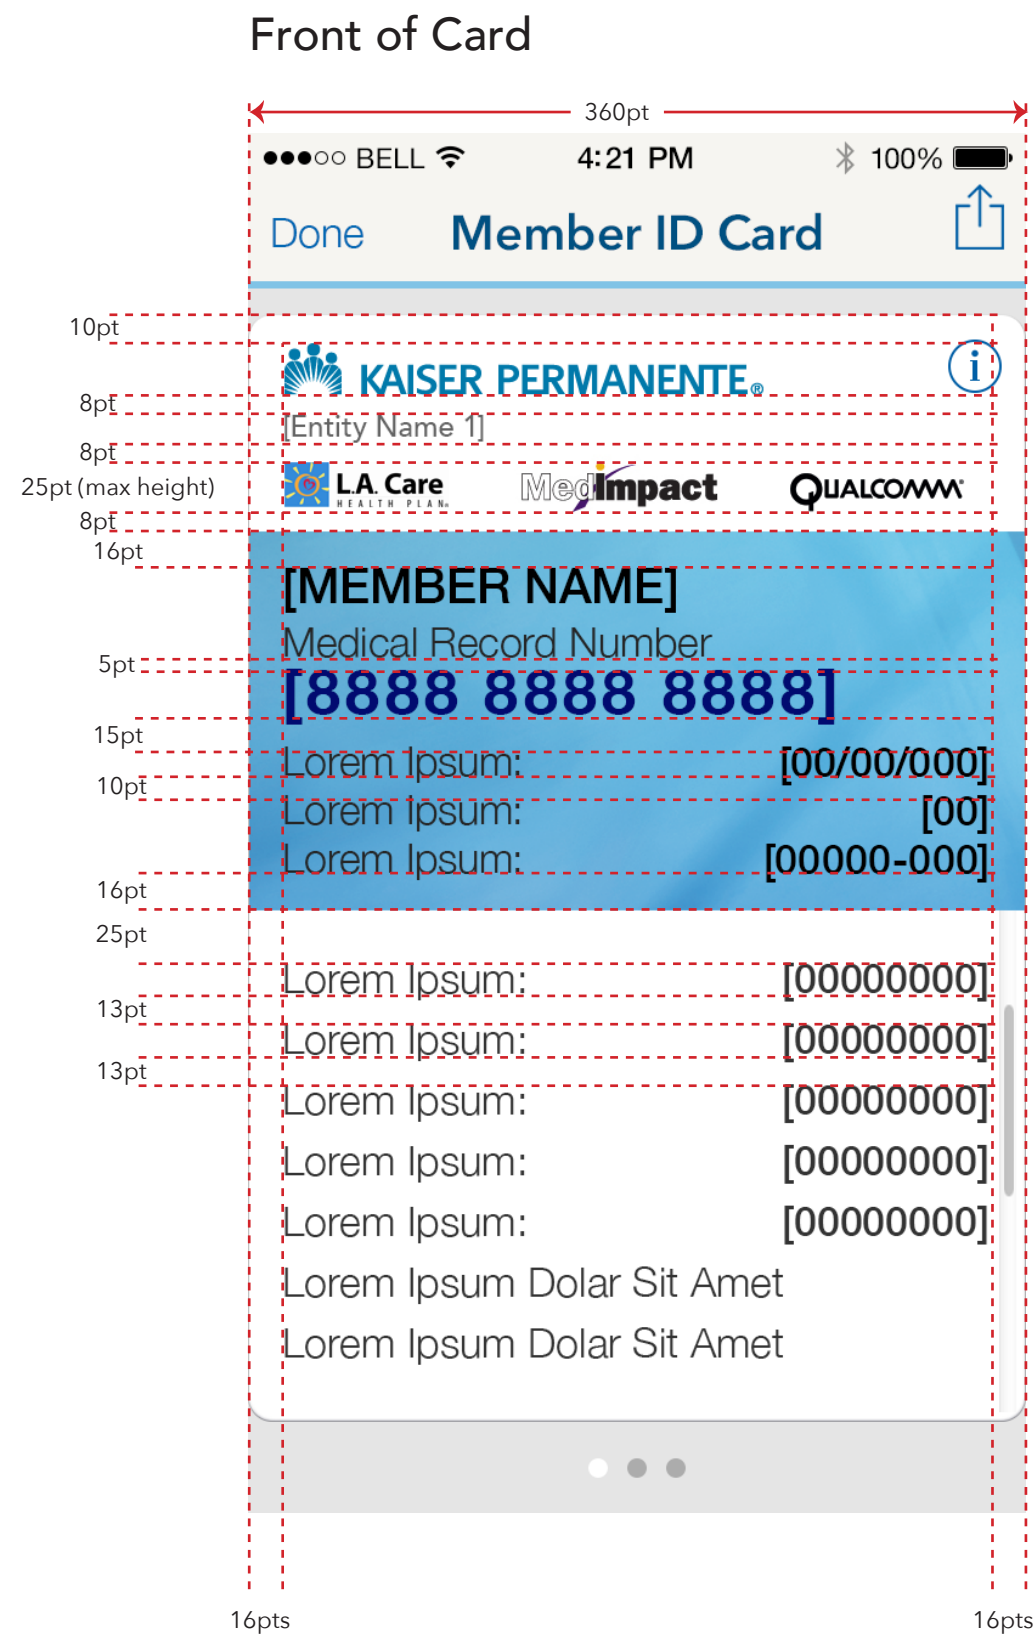 Front of Card
360pt
BELL 4:21 PM 100%
Done Member ID Card
10pt
KAISER PERMANENTE® i
8pt
[Entity Name 1]
8pt
25pt (max height) L.A. Care MedImpact QUALCOMM
HEALTH PLAN®
8pt
16pt
[MEMBER NAME]
Medical Record Number
5pt
[8888 8888 8888]
15pt
Lorem Ipsum: [00/00/000]
10pt
Lorem Ipsum: [00]
Lorem Ipsum: [00000-000]
16pt
25pt
Lorem Ipsum: [00000000]
13pt
Lorem Ipsum: [00000000]
13pt
Lorem Ipsum: [00000000]
Lorem Ipsum: [00000000]
Lorem Ipsum: [00000000]
Lorem Ipsum Dolar Sit Amet
Lorem Ipsum Dolar Sit Amet
16pts 16pts